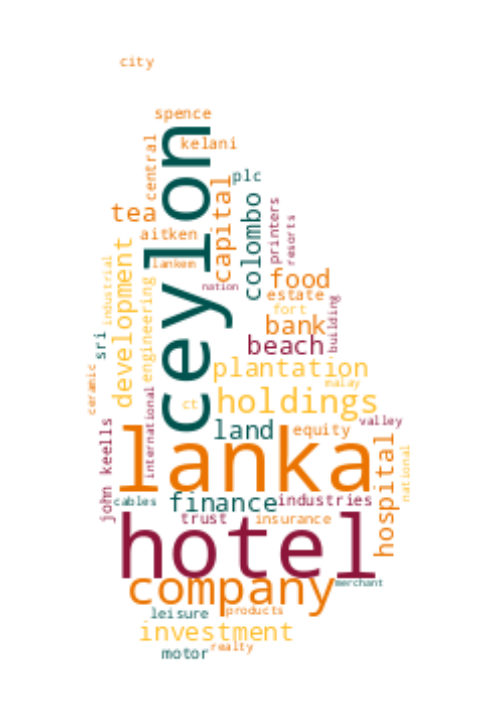 city
spence
kelani
central
ceylon
plc
capital
tea
colombo
printers
resorts
aitken
lankem
development
industrial
food
nation
estate
engineering
fort
bank
building
sri
beach
plantation
malay
ceramic
ct
holdings
international
valley
land
equity
john keells
lanka
hospital
national
cables
finance
industries
trust
insurance
hotel
company
merchant
leisure
products
investment
motor
realty